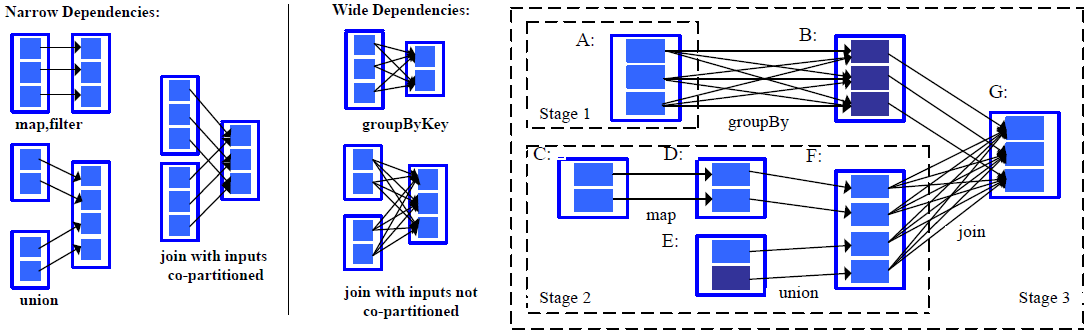 Narrow Dependencies:
map,filter
union
join with inputs
co-partitioned
Wide Dependencies:
groupByKey
join with inputs not
co-partitioned
A:
B:
Stage 1
groupBy
G:
C:
D:
F:
map
E:
join
Stage 2
union
Stage 3